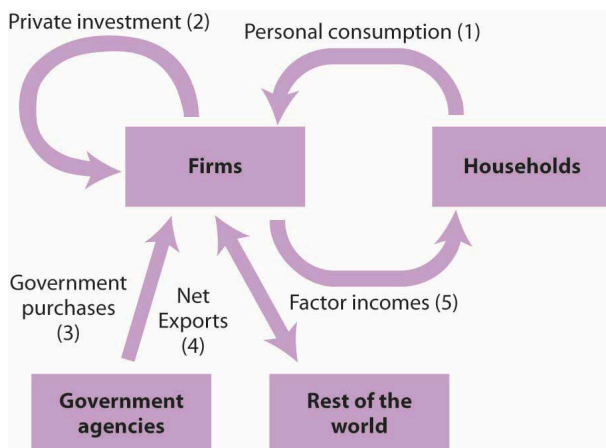 Private investment (2)
Personal consumption (1)
Firms
Households
Government
purchases
(3)
Net
Exports
(4)
Factor incomes (5)
Government
agencies
Rest of the
world